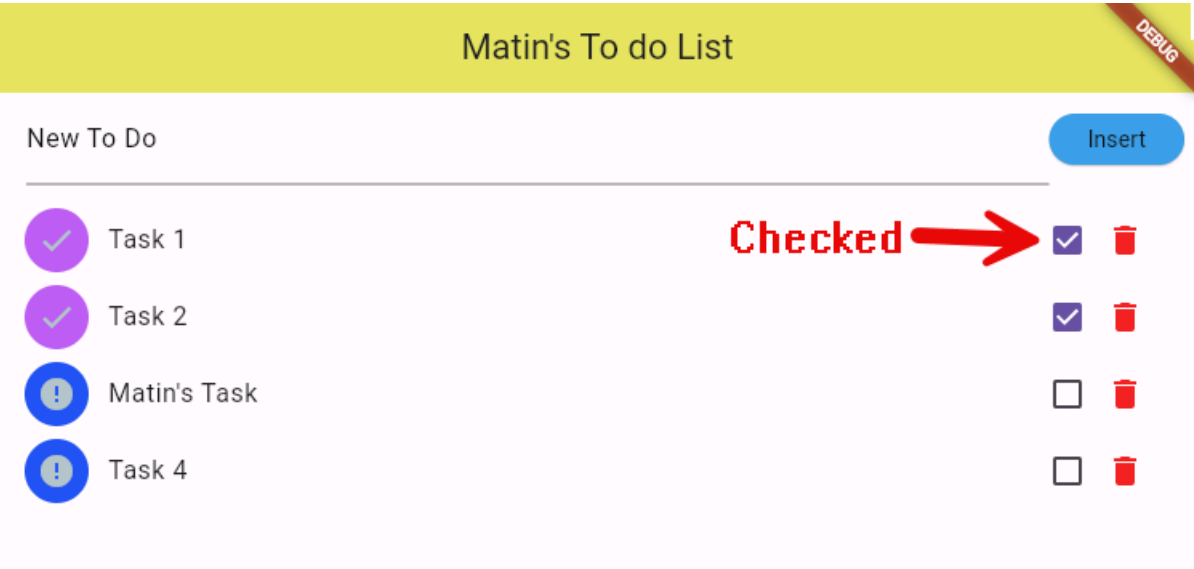 Matin's To do List
DEBUG
New To Do
Insert
Task 1
Checked
Task 2
Matin's Task
Task 4